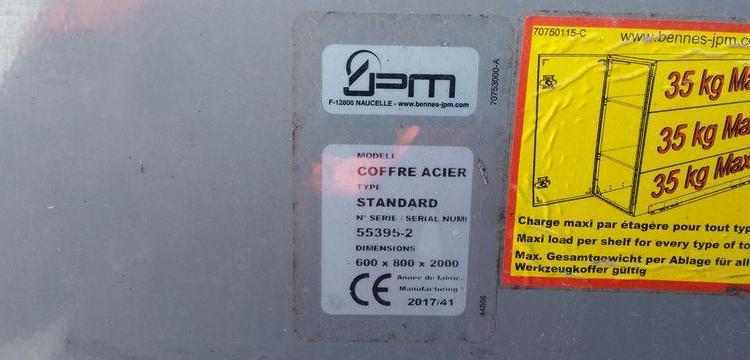 JPM
F-12800 NAUCELLE - www.bennes-jpm.com
70753000-A
MODELE
COFFRE ACIER
TYPE
STANDARD
N° SERIE / SERIAL NUM
55395-2
DIMENSIONS
600 x 800 x 2000
CE
Année de fabric.
Manufacturing
2017/41
44866
70750115-C
www.bennes-jpm.co
35 kg Ma
35 kg Max
35 kg Maxi
Charge maxi par étagère pour tout typ
Maxi load per shelf for every type of to
Max. Gesamtgewicht per Ablage für all
Werkzeugkoffer gültig